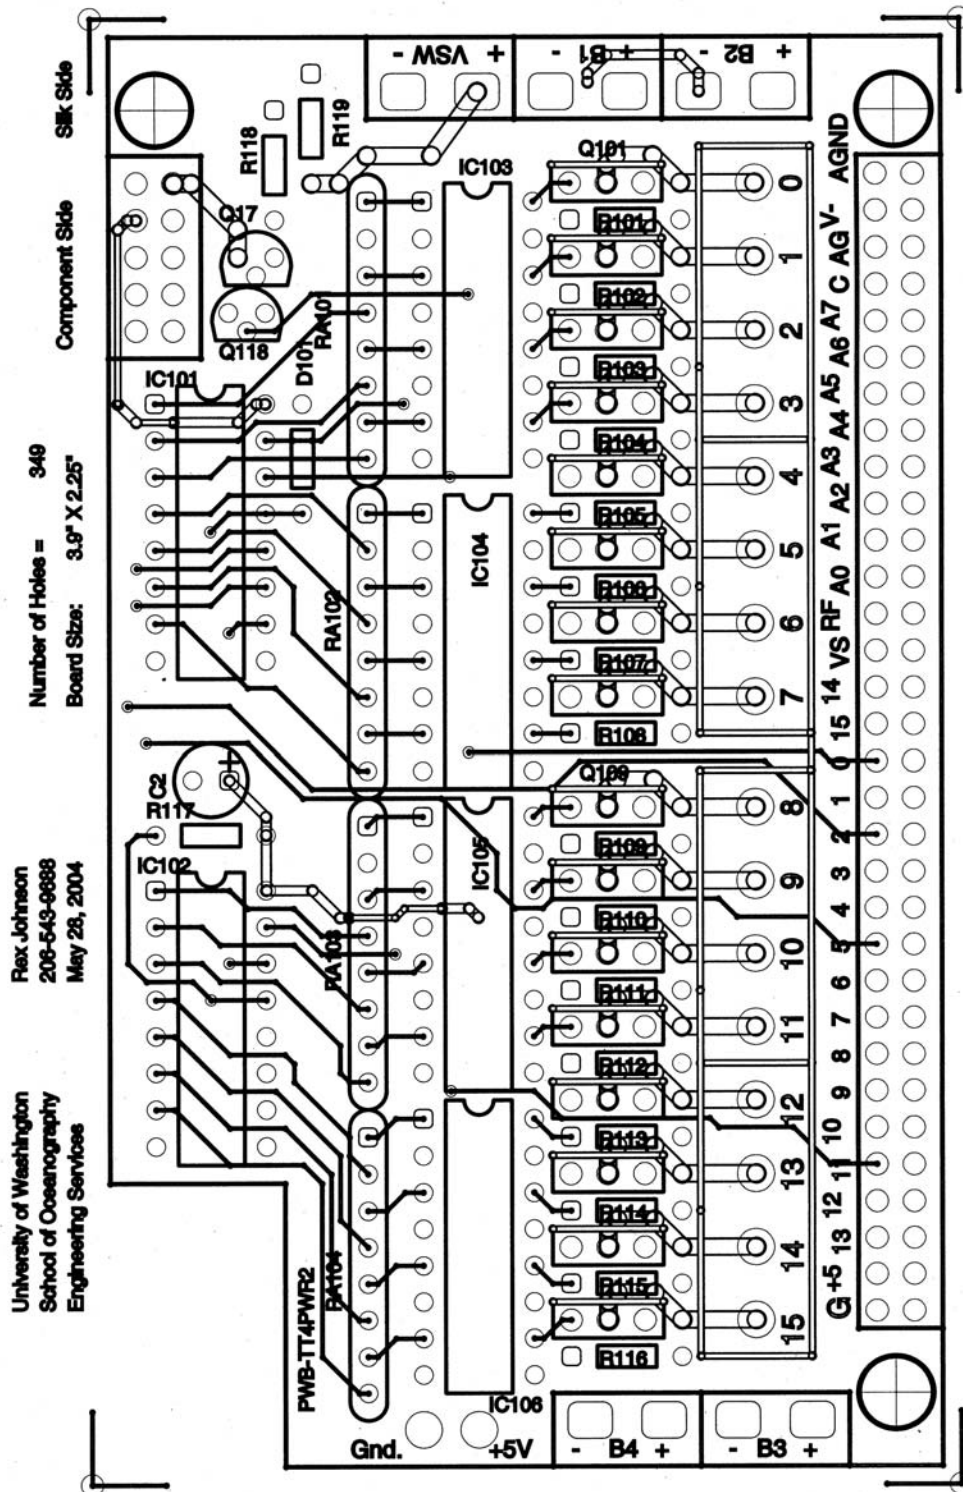 Silk Side
Component Side
Number of Holes = 349
Board Size: 3.9" X 2.25"
Rex Johnson
206-543-9688
May 28, 2004
University of Washington
School of Oceanography
Engineering Services
- VSW +
- B1 +
- B2 +
R118
R119
IC103
Q101
Q17
Q118
D101
RA101
IC101
R101
R102
R103
R104
R105
R106
R107
R108
IC104
RA102
C2
+
R117
IC102
IC105
RA103
Q109
R109
R110
R111
R112
R113
R114
R115
R116
RA104
PWB-TT4PWR2
IC106
Gnd.
+5V
- B4 +
- B3 +
0
1
2
3
4
5
6
7
8
9
10
11
12
13
14
15
AGND
V-
AG
C
A7
A6
A5
A4
A3
A2
A1
A0
RF
VS
14
15
0
1
2
3
4
5
6
7
8
9
10
11
12
13
+5
G